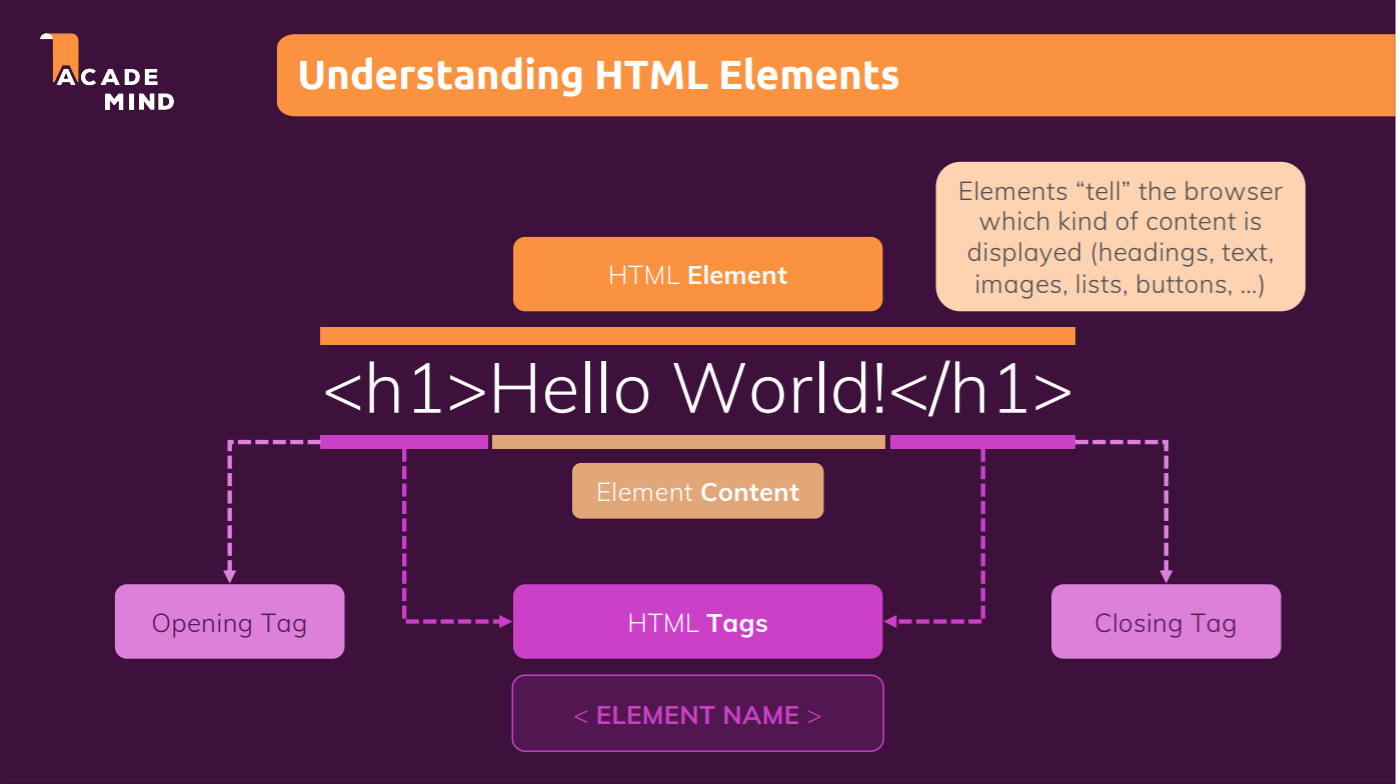 ACADE
MIND
Understanding HTML Elements
Elements “tell” the browser
which kind of content is
displayed (headings, text,
images, lists, buttons, …)
HTML Element
<h1>Hello World!</h1>
Element Content
Opening Tag
HTML Tags
Closing Tag
< ELEMENT NAME >